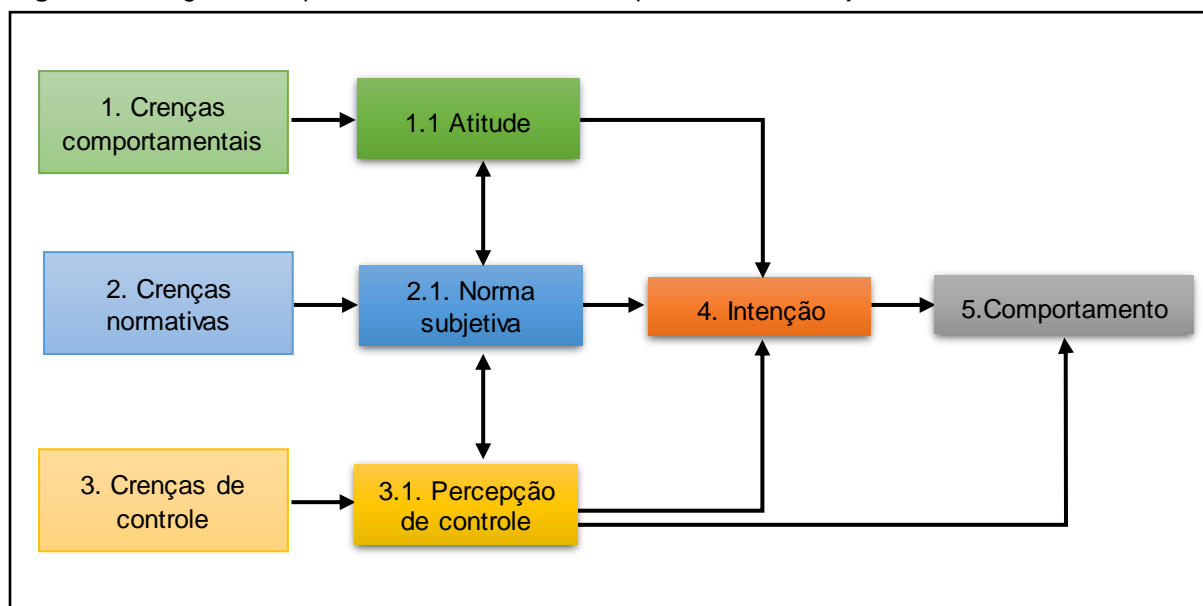 1. Crenças
comportamentais
1.1 Atitude
2. Crenças
normativas
2.1. Norma
subjetiva
4. Intenção
5.Comportamento
3. Crenças de
controle
3.1. Percepção
de controle